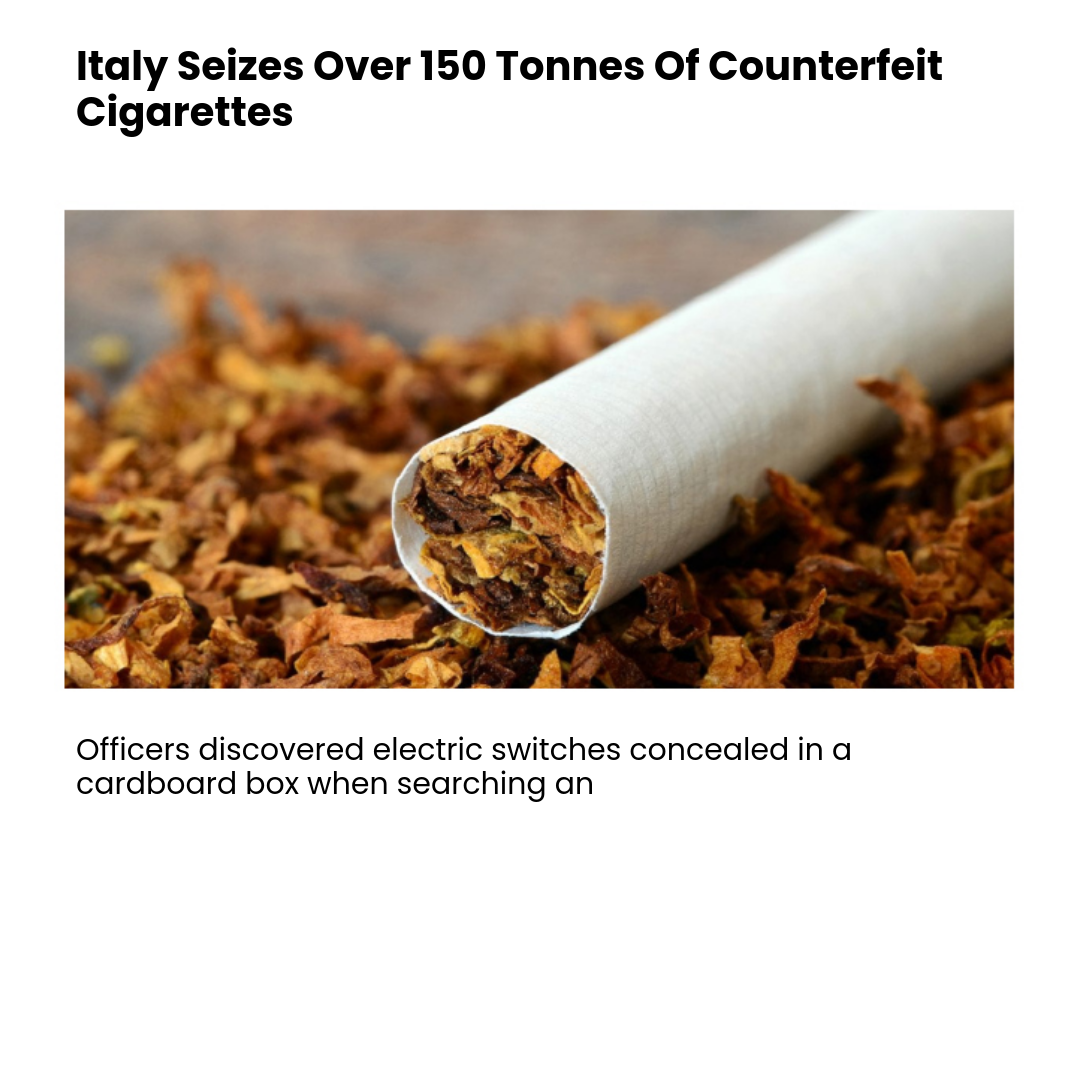 Italy Seizes Over 150 Tonnes Of Counterfeit
Cigarettes
Officers discovered electric switches concealed in a
cardboard box when searching an